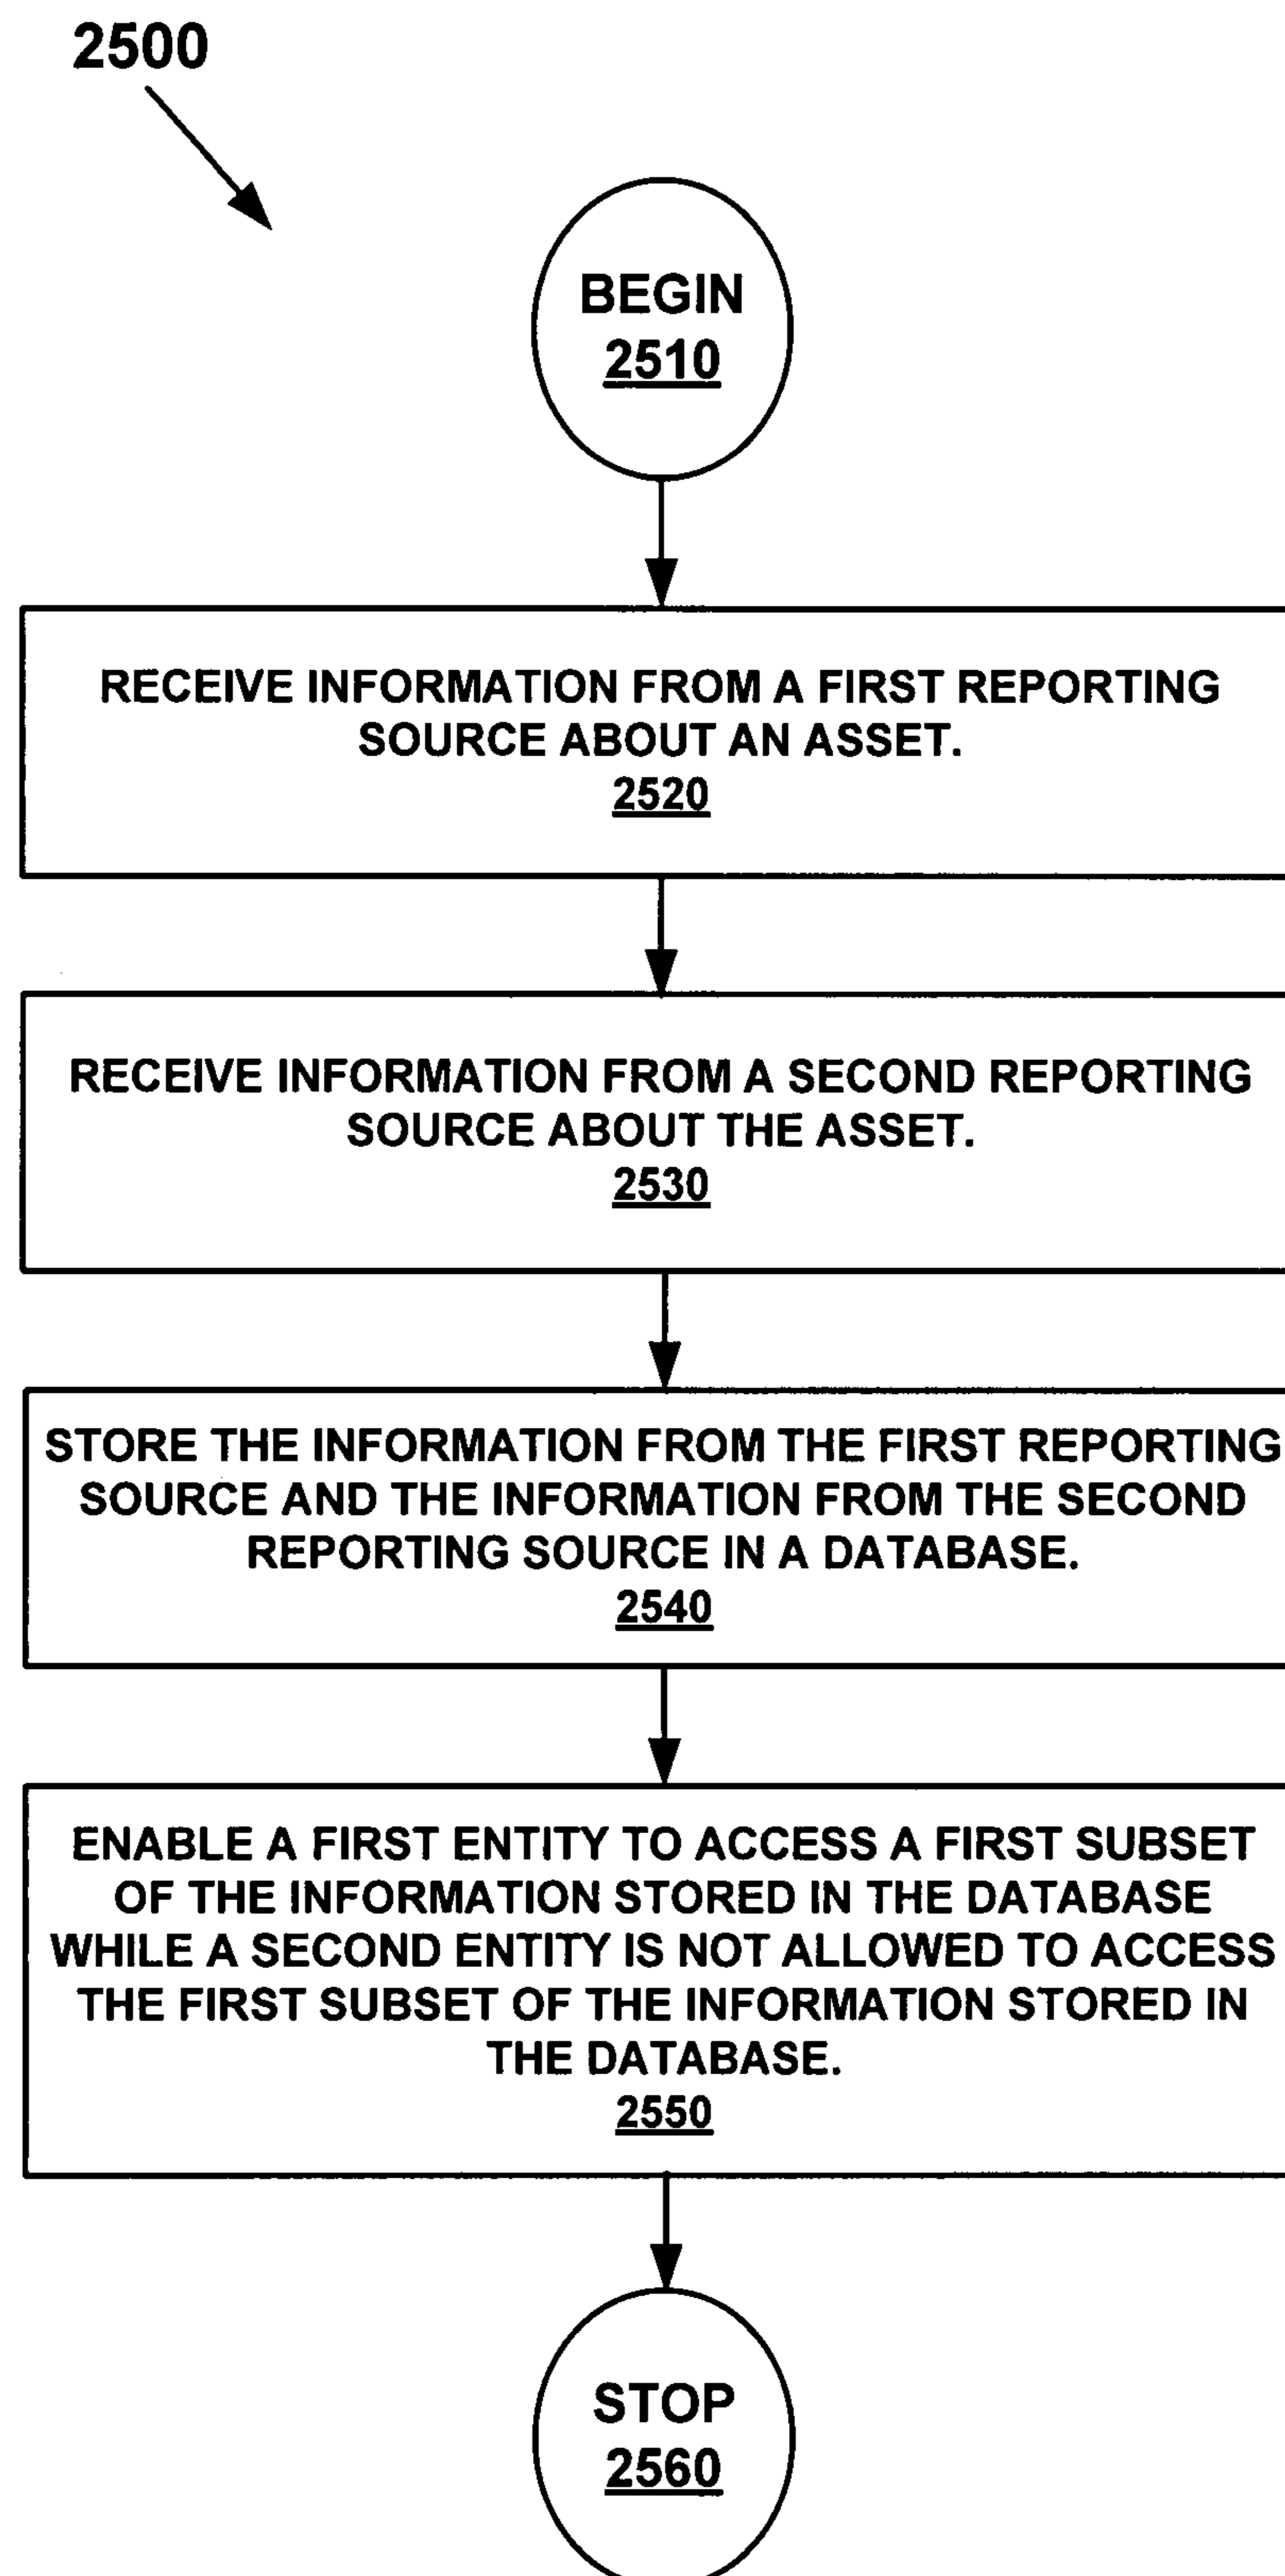 2500
BEGIN
2510
RECEIVE INFORMATION FROM A FIRST REPORTING
SOURCE ABOUT AN ASSET.
2520
RECEIVE INFORMATION FROM A SECOND REPORTING
SOURCE ABOUT THE ASSET.
2530
STORE THE INFORMATION FROM THE FIRST REPORTING
SOURCE AND THE INFORMATION FROM THE SECOND
REPORTING SOURCE IN A DATABASE.
2540
ENABLE A FIRST ENTITY TO ACCESS A FIRST SUBSET
OF THE INFORMATION STORED IN THE DATABASE
WHILE A SECOND ENTITY IS NOT ALLOWED TO ACCESS
THE FIRST SUBSET OF THE INFORMATION STORED IN
THE DATABASE.
2550
STOP
2560